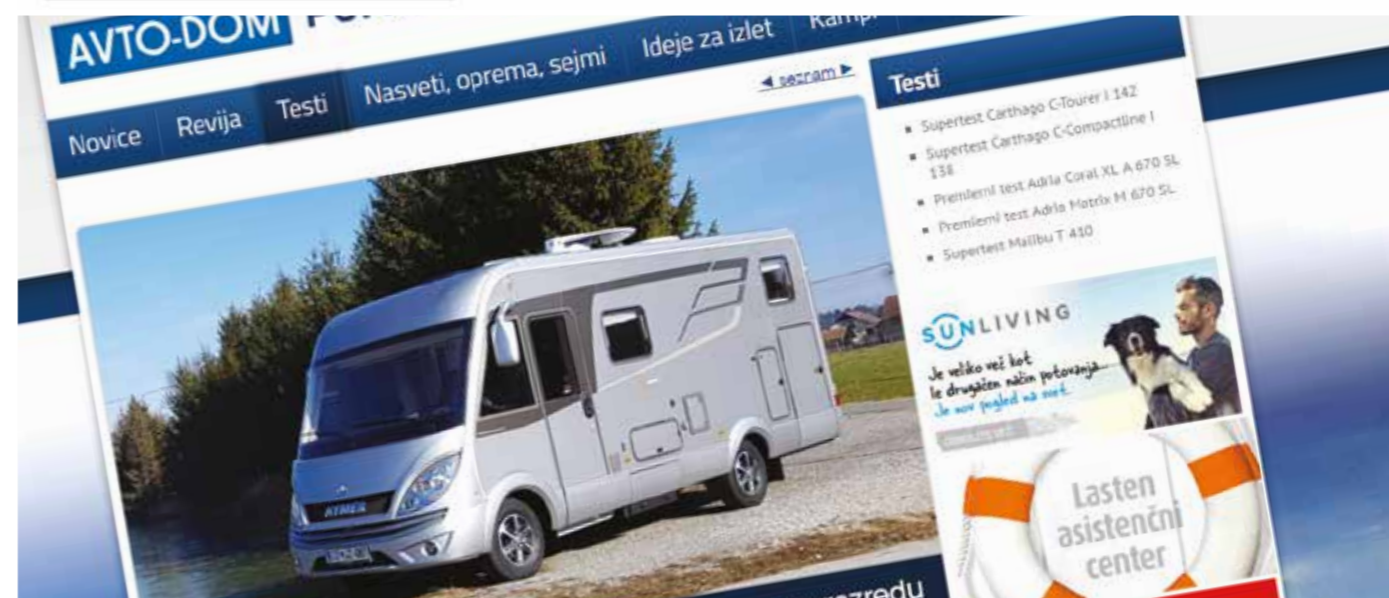 AVTO-DOM
Novice Revija Testi Nasveti, oprema, sejmi Ideje za izlet
◄ seznam ►
Testi
Supertest Carthago C-Tourer I 142
Supertest Carthago C-Compactline I
138
Premierni test Adria Coral XL A 670 SL
Premierni test Adria Matrix M 670 SL
Supertest Malibu T 410
SUNLIVING
Je veliko več kot
le drugačen način potovanja...
Je nov pogled na svet.
HYMER
Lasten
asistenčni
center